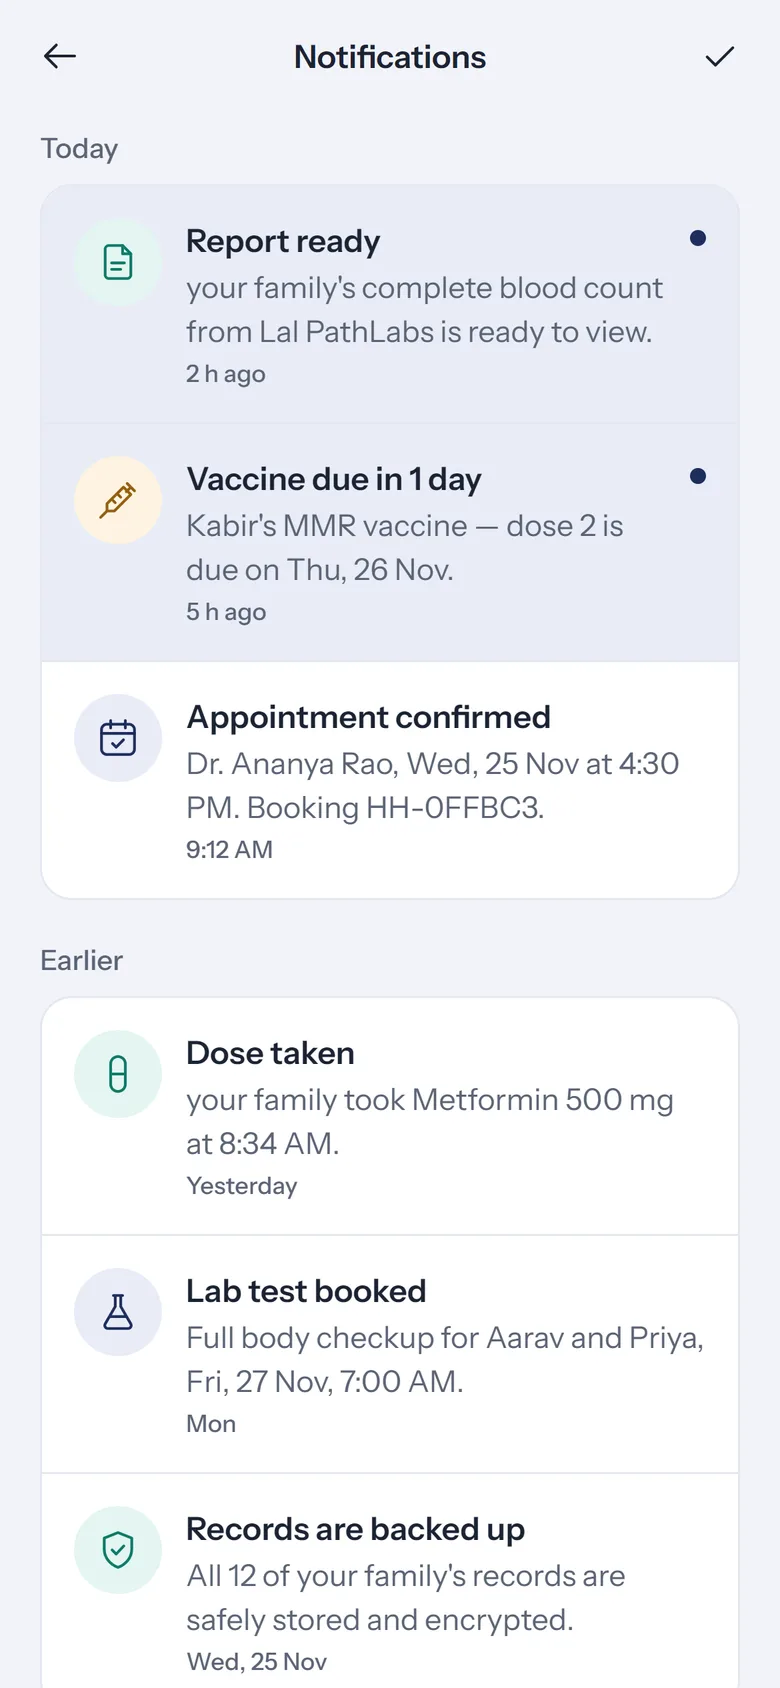 Notifications
Today
Report ready
your family's complete blood count
from Lal PathLabs is ready to view.
2 h ago
Vaccine due in 1 day
Kabir's MMR vaccine — dose 2 is
due on Thu, 26 Nov.
5 h ago
Appointment confirmed
Dr. Ananya Rao, Wed, 25 Nov at 4:30
PM. Booking HH-0FFBC3.
9:12 AM
Earlier
Dose taken
your family took Metformin 500 mg
at 8:34 AM.
Yesterday
Lab test booked
Full body checkup for Aarav and Priya,
Fri, 27 Nov, 7:00 AM.
Mon
Records are backed up
All 12 of your family's records are
safely stored and encrypted.
Wed, 25 Nov